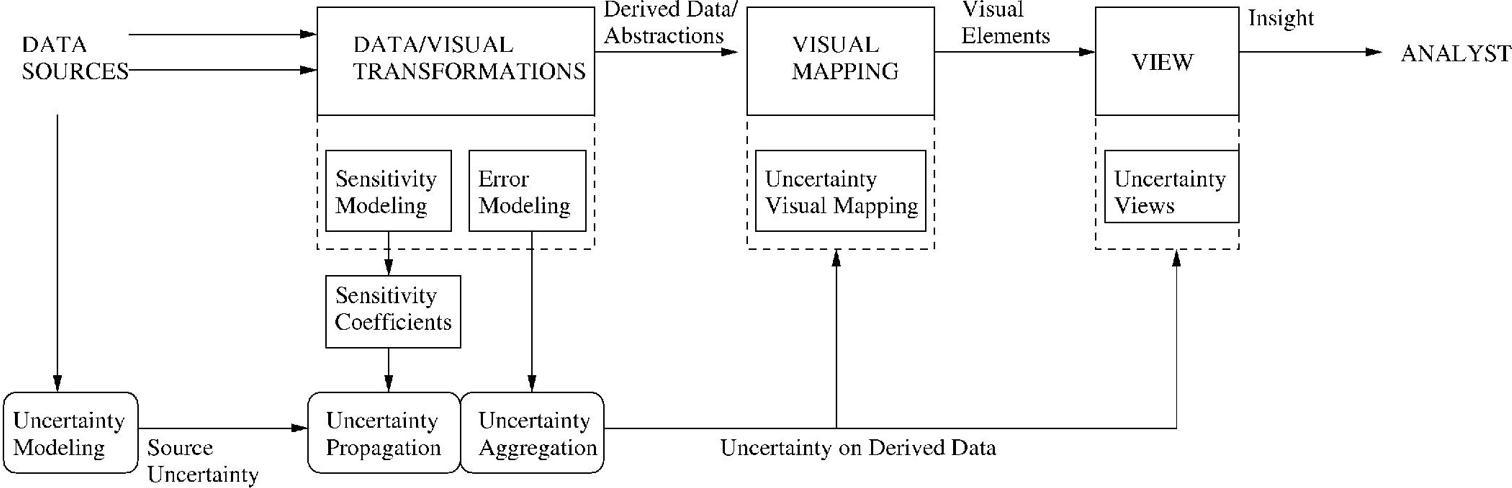 DATA
SOURCES
DATA/VISUAL
TRANSFORMATIONS
Derived Data/
Abstractions
VISUAL
MAPPING
Visual
Elements
VIEW
Insight
ANALYST
Sensitivity
Modeling
Error
Modeling
Uncertainty
Visual Mapping
Uncertainty
Views
Sensitivity
Coefficients
Uncertainty
Modeling
Source
Uncertainty
Uncertainty
Propagation
Uncertainty
Aggregation
Uncertainty on Derived Data